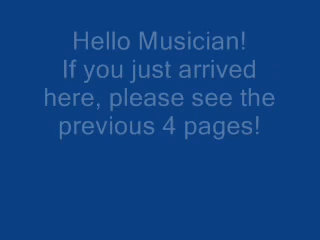 Hello Musician!
If you just arrived
here, please see the
previous 4 pages!